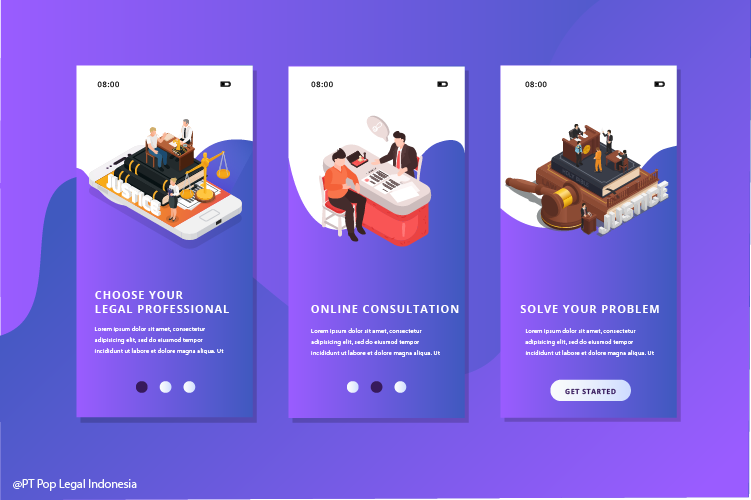 08:00
JUSTICE
CHOOSE YOUR
LEGAL PROFESSIONAL
Lorem ipsum dolor sit amet, consectetur
adipisicing elit, sed do eiusmod tempor
incididunt ut labore et dolore magna aliqua. Ut
08:00
ONLINE CONSULTATION
Lorem ipsum dolor sit amet, consectetur
adipisicing elit, sed do eiusmod tempor
incididunt ut labore et dolore magna aliqua. Ut
08:00
JUSTICE
SOLVE YOUR PROBLEM
Lorem ipsum dolor sit amet, consectetur
adipisicing elit, sed do eiusmod tempor
incididunt ut labore et dolore magna aliqua. Ut
GET STARTED
@PT Pop Legal Indonesia